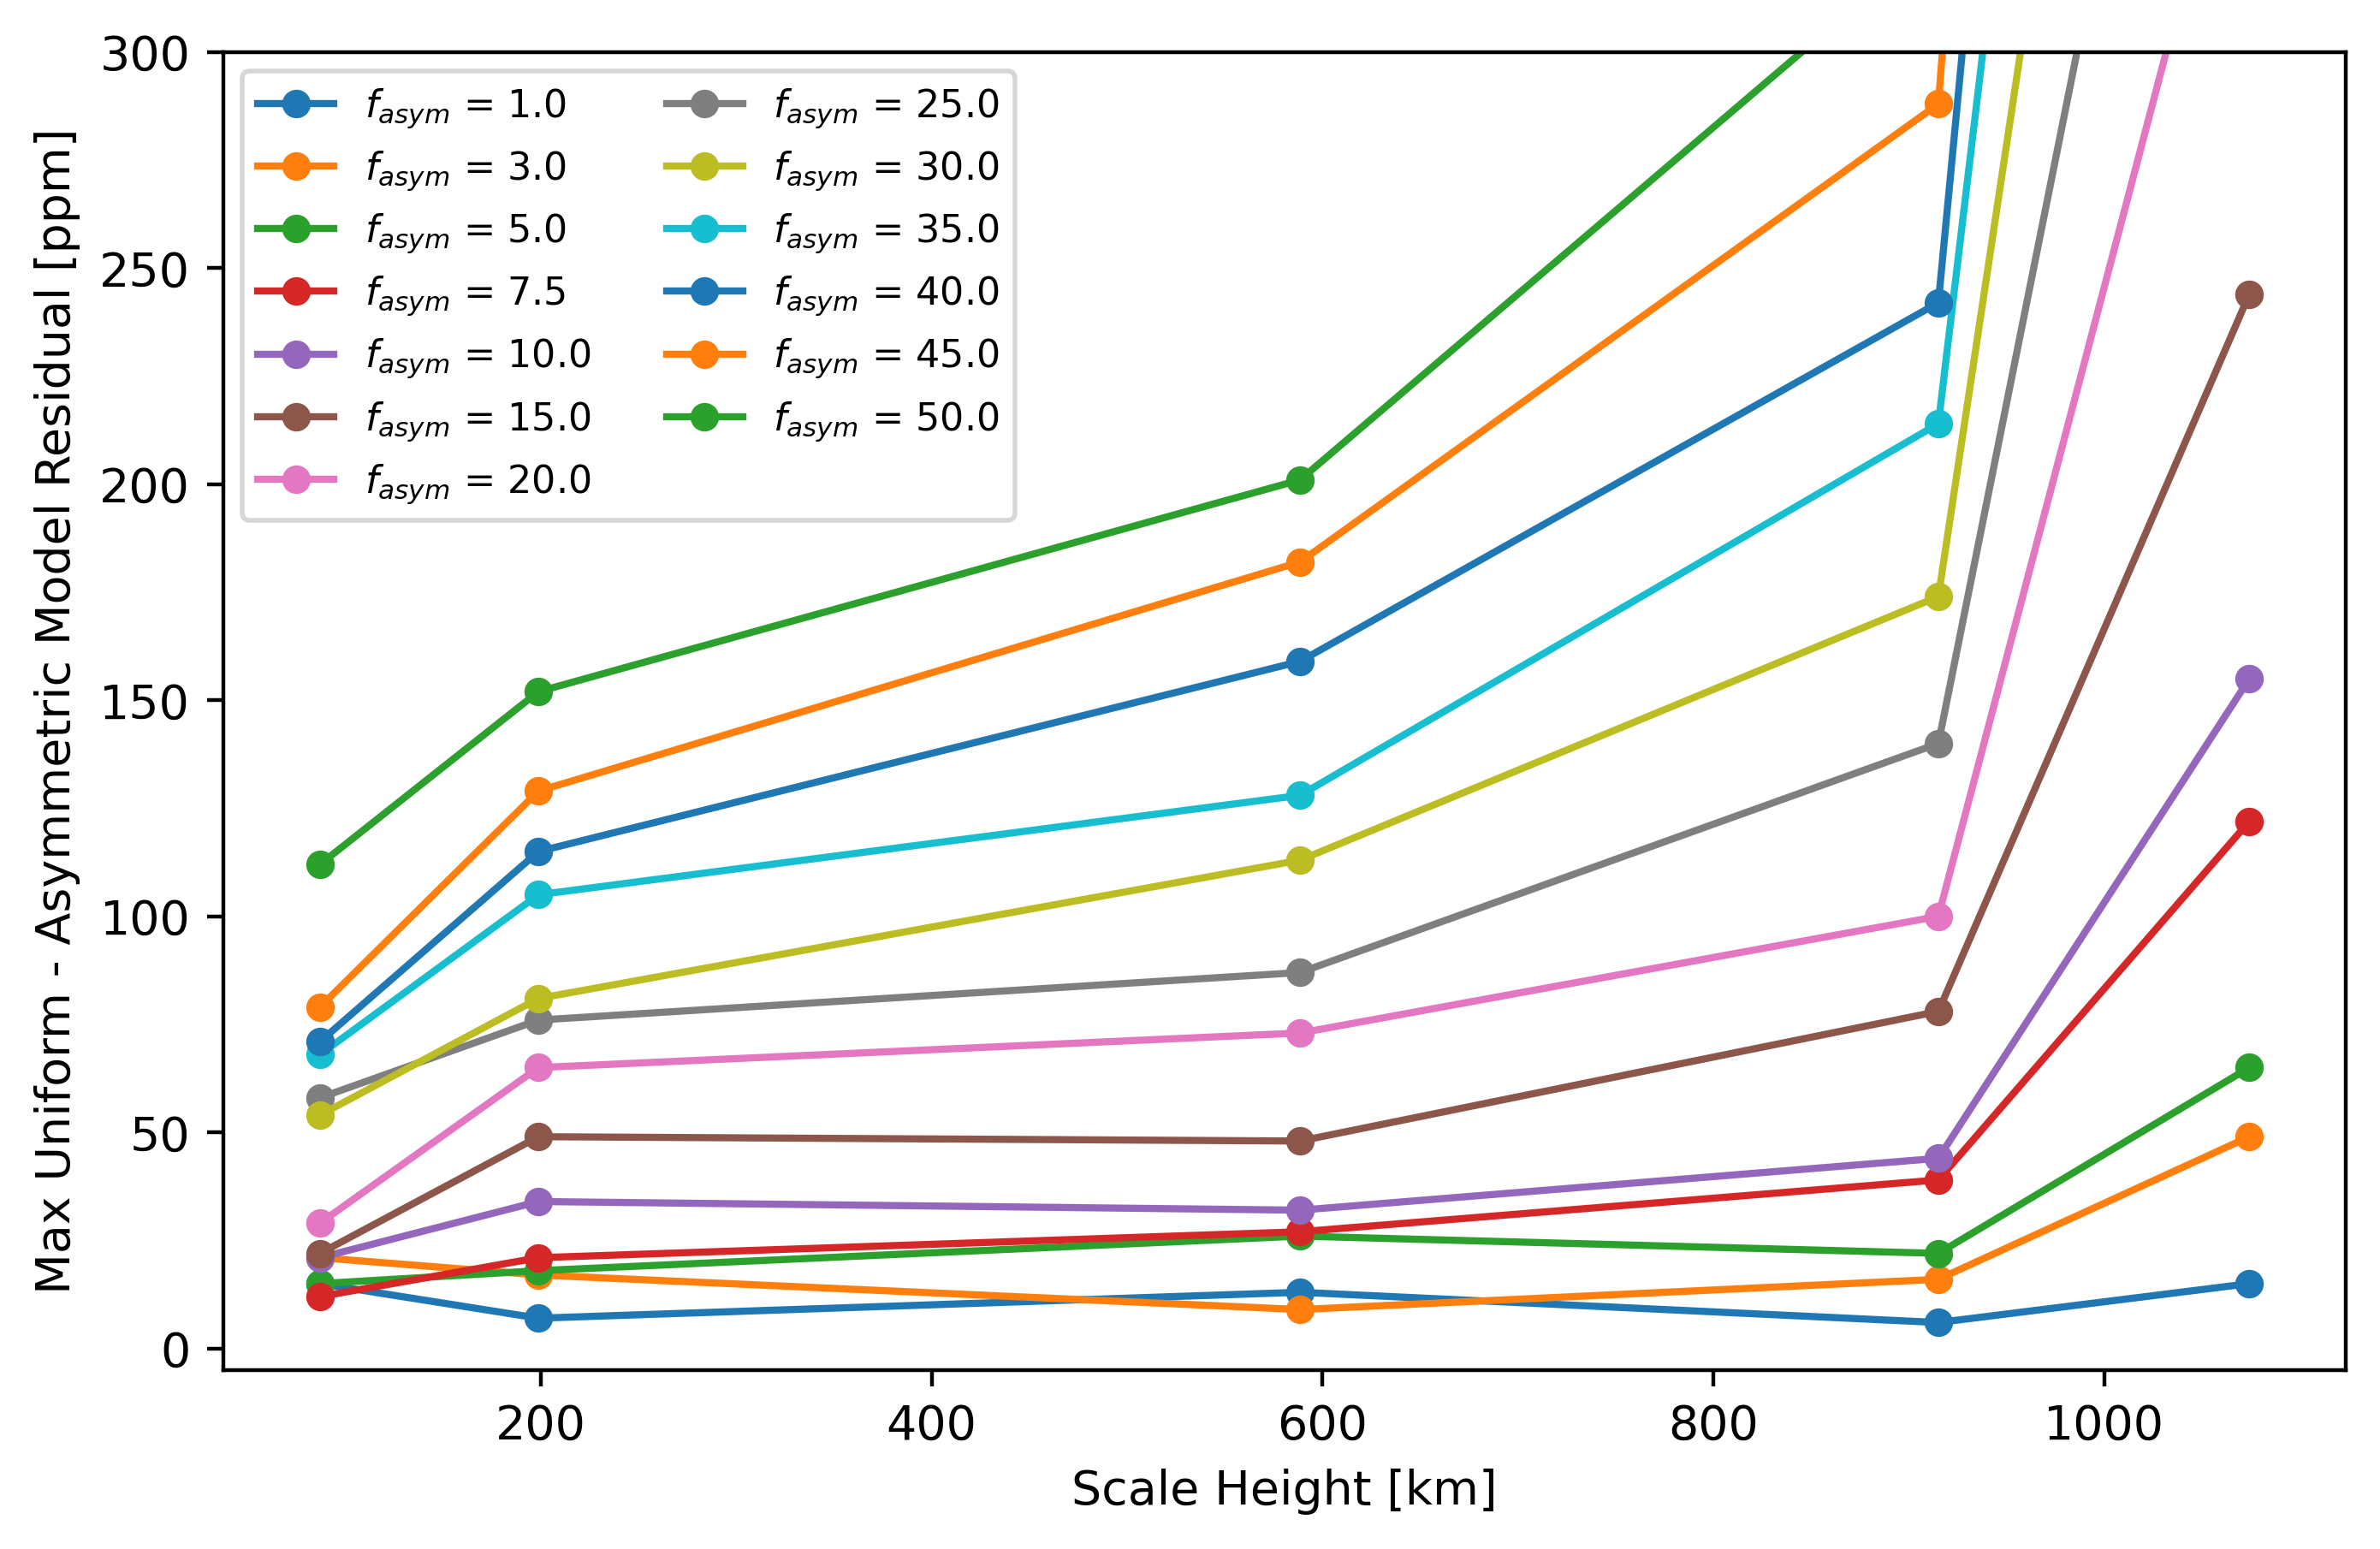 300
250
200
150
100
50
0
Max Uniform - Asymmetric Model Residual [ppm]
f_asym = 1.0
f_asym = 3.0
f_asym = 5.0
f_asym = 7.5
f_asym = 10.0
f_asym = 15.0
f_asym = 20.0
f_asym = 25.0
f_asym = 30.0
f_asym = 35.0
f_asym = 40.0
f_asym = 45.0
f_asym = 50.0
200 400 600 800 1000
Scale Height [km]